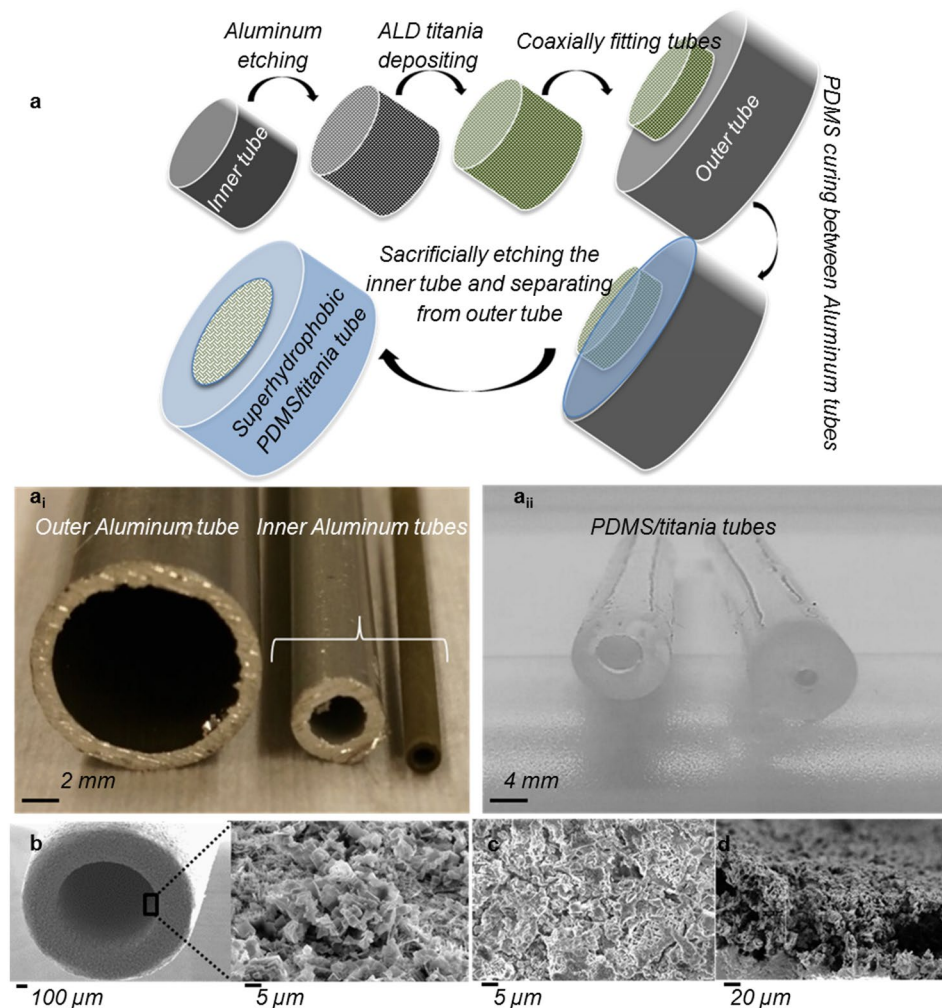 Aluminum
etching
ALD titania
depositing
Coaxially fitting tubes
a
Inner tube
Outer tube
PDMS curing between Aluminum tubes
Sacrificially etching the
inner tube and separating
from outer tube
Superhydrophobic
PDMS/titania tube
ai
Outer Aluminum tube
Inner Aluminum tubes
2 mm
aii
PDMS/titania tubes
4 mm
b
c
d
100 µm
5 µm
5 µm
20 µm